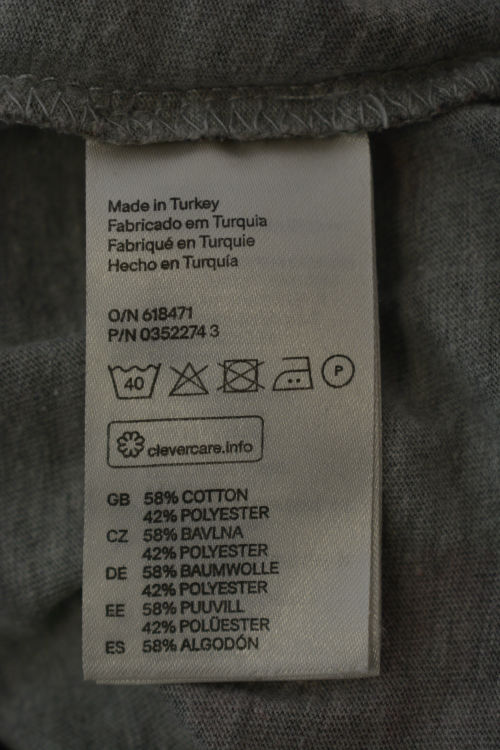 Made in Turkey
Fabricado em Turquia
Fabriqué en Turquie
Hecho en Turquía
O/N 618471
P/N 0352274 3
40 P
clevercare.info
GB 58% COTTON
42% POLYESTER
CZ 58% BAVLNA
42% POLYESTER
DE 58% BAUMWOLLE
42% POLYESTER
EE 58% PUUVILL
42% POLÜESTER
ES 58% ALGODÓN